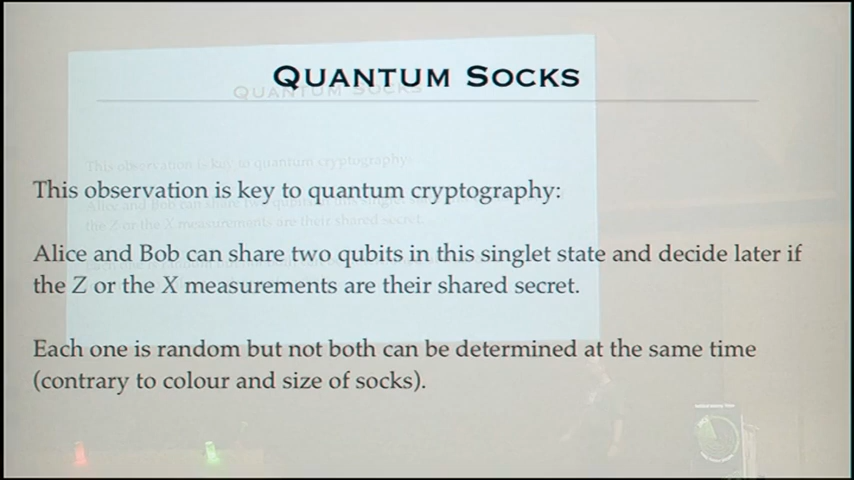 QUANTUM SOCKS
This observation is key to quantum cryptography:
Alice and Bob can share two qubits in this singlet state and decide later if
the Z or the X measurements are their shared secret.
Each one is random but not both can be determined at the same time
(contrary to colour and size of socks).